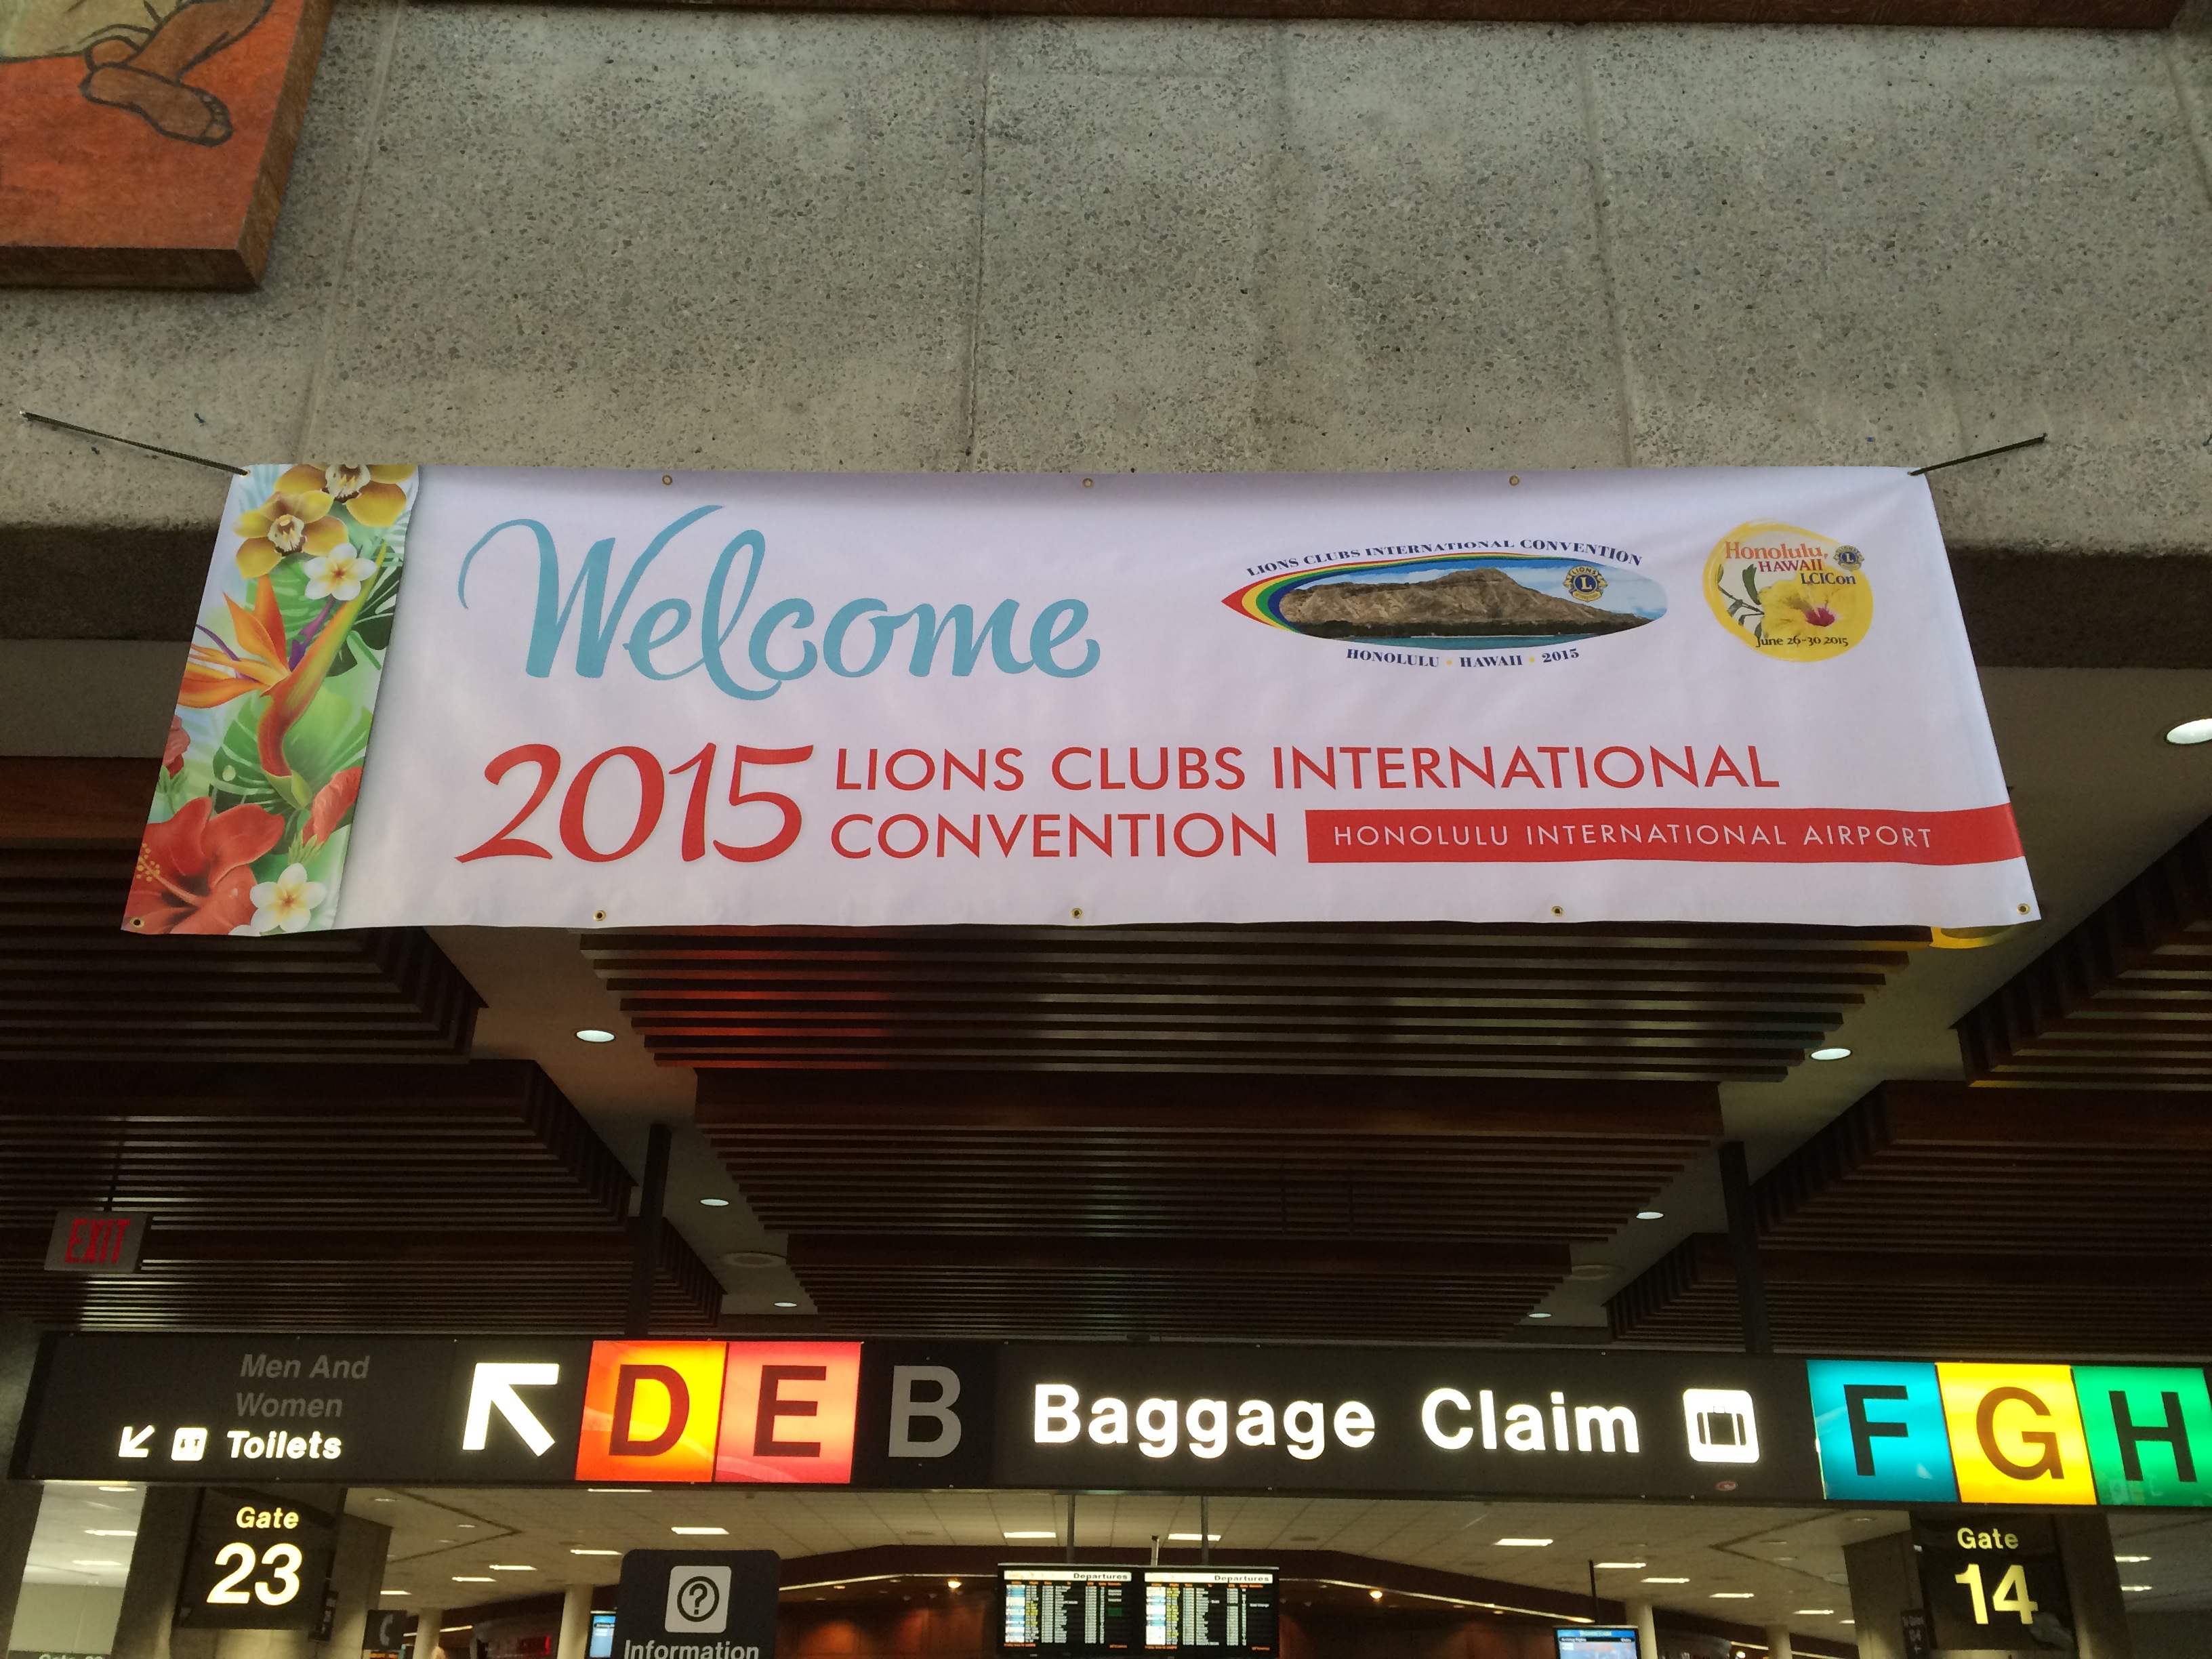 Welcome
LIONS CLUBS INTERNATIONAL CONVENTION
LIONS
L
HONOLULU • HAWAII • 2015
Honolulu,
HAWAII
L
LCICon
June 26-30 2015
2015 LIONS CLUBS INTERNATIONAL
CONVENTION HONOLULU INTERNATIONAL AIRPORT
EXIT
Men And
Women
Toilets
D E B Baggage Claim F G H
Gate
23
Gate
14
?
Information
Departures
Departures
C